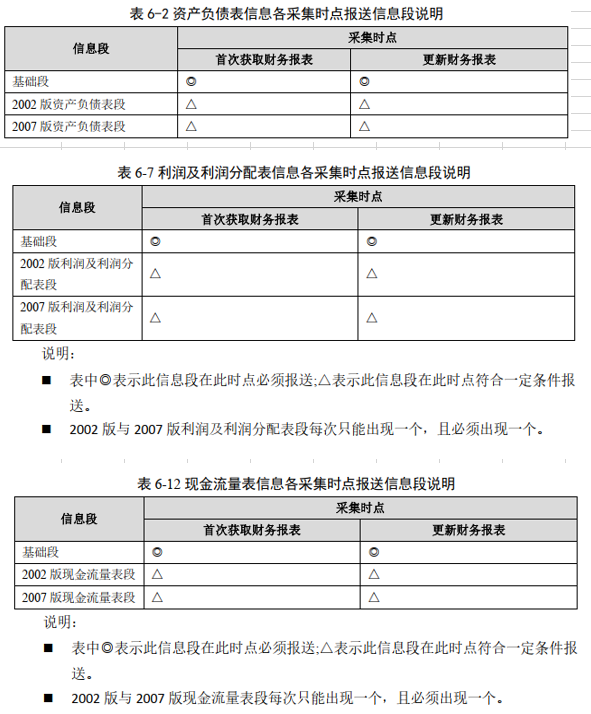 表 6-2 资产负债表信息各采集时点报送信息段说明
信息段 采集时点
首次获取财务报表 更新财务报表
基础段 ◎ ◎
2002 版资产负债表段 △ △
2007 版资产负债表段 △ △
表 6-7 利润及利润分配表信息各采集时点报送信息段说明
信息段 采集时点
首次获取财务报表 更新财务报表
基础段 ◎ ◎
2002 版利润及利润分
配表段 △ △
2007 版利润及利润分
配表段 △ △
说明：
■ 表中◎表示此信息段在此时点必须报送;△表示此信息段在此时点符合一定条件报
送。
■ 2002 版与 2007 版利润及利润分配表段每次只能出现一个，且必须出现一个。
表 6-12 现金流量表信息各采集时点报送信息段说明
信息段 采集时点
首次获取财务报表 更新财务报表
基础段 ◎ ◎
2002 版现金流量表段 △ △
2007 版现金流量表段 △ △
说明：
■ 表中◎表示此信息段在此时点必须报送;△表示此信息段在此时点符合一定条件报
送。
■ 2002 版与 2007 版现金流量表段每次只能出现一个，且必须出现一个。